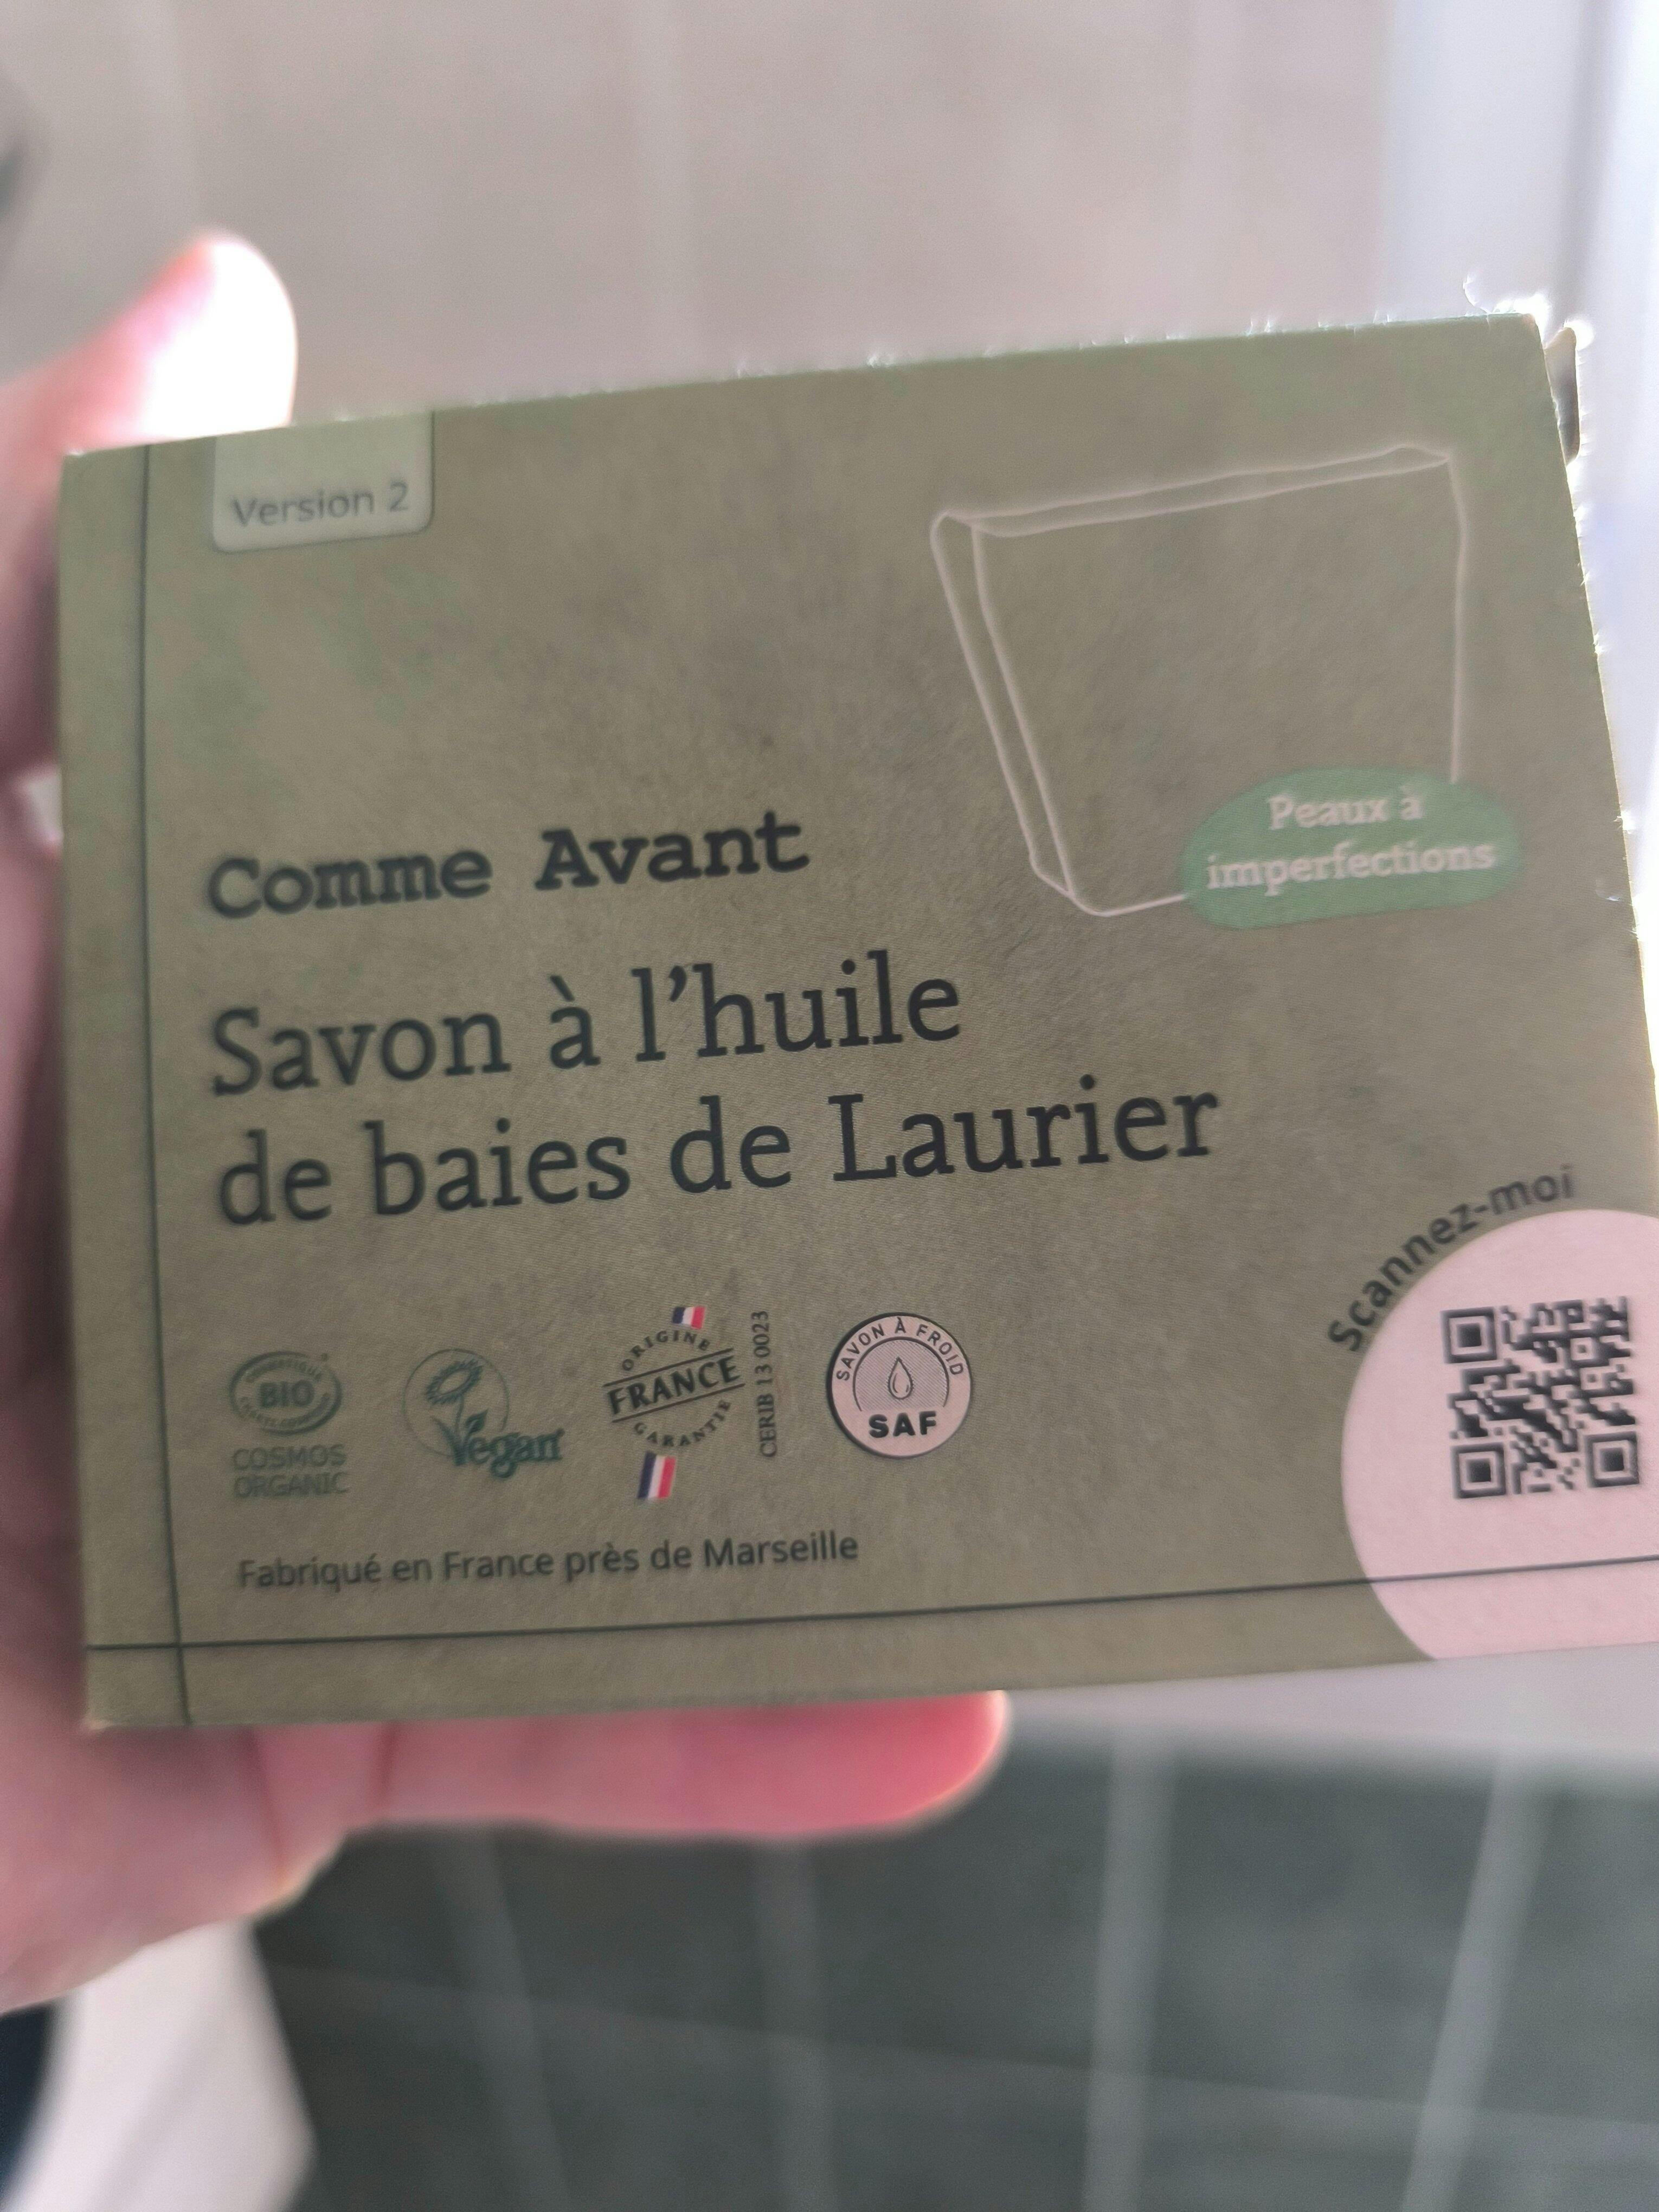 Version 2
Peaux à
imperfections
Comme Avant
Savon à l'huile
de baies de Laurier
Scannez-moi
BIO
COSMOS
ORGANIC
Vegan
ORIGINE
FRANCE
GARANTIE
CERIB 13 0023
SAVON À FROID
SAF
Fabriqué en France près de Marseille